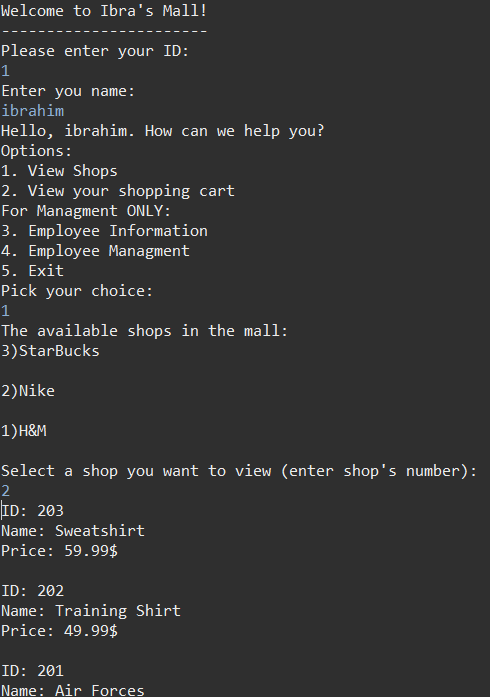 Welcome to Ibra's Mall!
-----------------------
Please enter your ID:
1
Enter you name:
ibrahim
Hello, ibrahim. How can we help you?
Options:
1. View Shops
2. View your shopping cart
For Managment ONLY:
3. Employee Information
4. Employee Managment
5. Exit
Pick your choice:
1
The available shops in the mall:
3)StarBucks
2)Nike
1)H&M
Select a shop you want to view (enter shop's number):
2
ID: 203
Name: Sweatshirt
Price: 59.99$
ID: 202
Name: Training Shirt
Price: 49.99$
ID: 201
Name: Air Forces